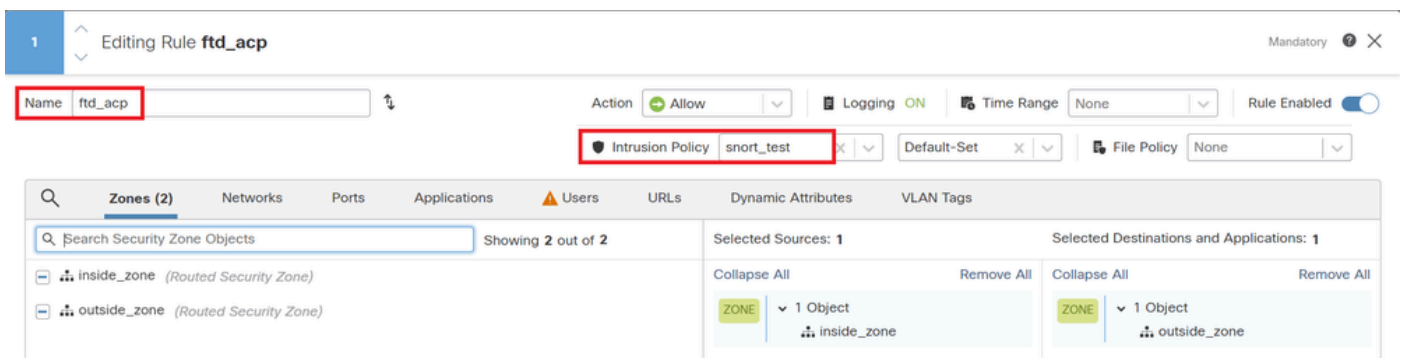 1 Editing Rule ftd_acp Mandatory
Name ftd_acp Action Allow Logging ON Time Range None Rule Enabled
Intrusion Policy snort_test Default-Set File Policy None
Zones (2) Networks Ports Applications Users URLs Dynamic Attributes VLAN Tags
Search Security Zone Objects Showing 2 out of 2 Selected Sources: 1 Selected Destinations and Applications: 1
Collapse All Remove All Collapse All Remove All
inside_zone (Routed Security Zone)
ZONE 1 Object ZONE 1 Object
outside_zone (Routed Security Zone)
inside_zone outside_zone